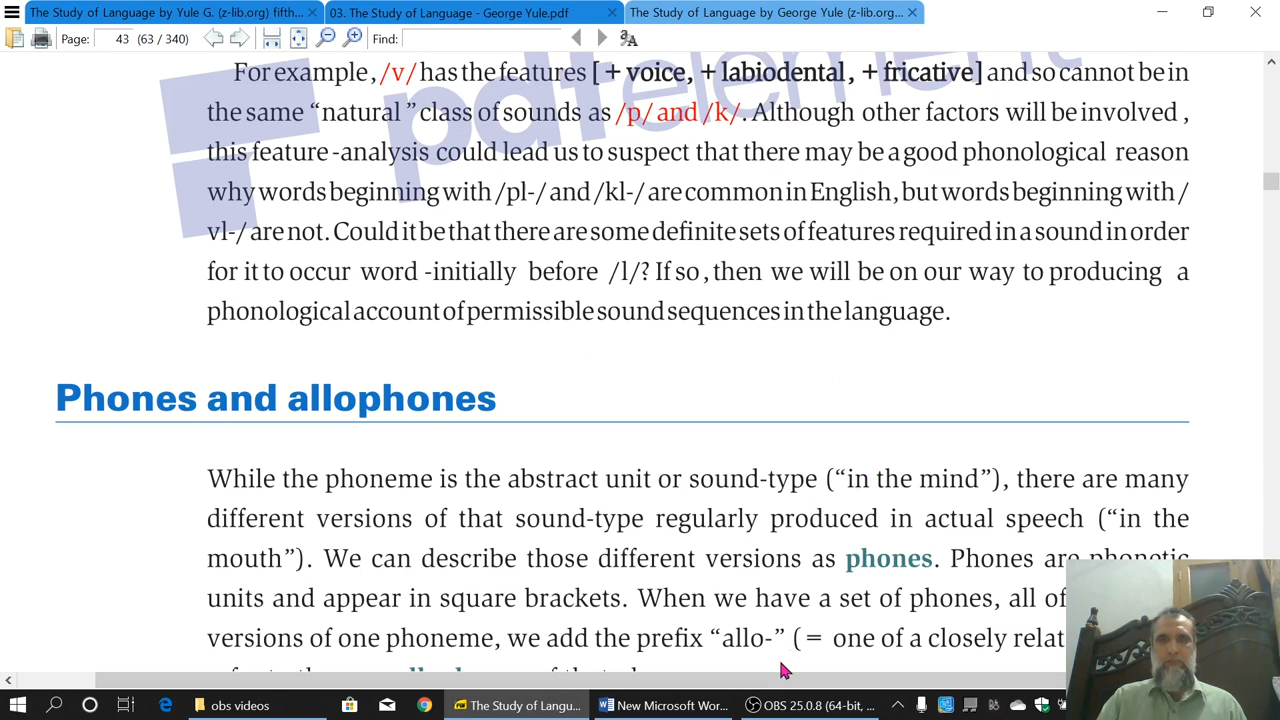 The Study of Language by Yule G. (z-lib.org) fifth...
03. The Study of Language - George Yule.pdf
The Study of Language by George Yule (z-lib.org...
Page: 43 (63 / 340) Find:
For example, /v/ has the features [ + voice, + labiodental, + fricative] and so cannot be in
the same “natural ”class of sounds as /p/ and /k/. Although other factors will be involved ,
this feature -analysis could lead us to suspect that there may be a good phonological reason
why words beginning with /pl-/ and /kl-/ are common in English, but words beginning with /
vl-/ are not. Could it be that there are some definite sets of features required in a sound in order
for it to occur word -initially before /l/? If so, then we will be on our way to producing a
phonological account of permissible sound sequences in the language.
Phones and allophones
While the phoneme is the abstract unit or sound-type (“in the mind”), there are many
different versions of that sound-type regularly produced in actual speech (“in the
mouth”). We can describe those different versions as phones. Phones are phonetic
units and appear in square brackets. When we have a set of phones, all of
versions of one phoneme, we add the prefix “allo-” ( = one of a closely relat
obs videos
The Study of Langu...
New Microsoft Wor...
OBS 25.0.8 (64-bit, ...